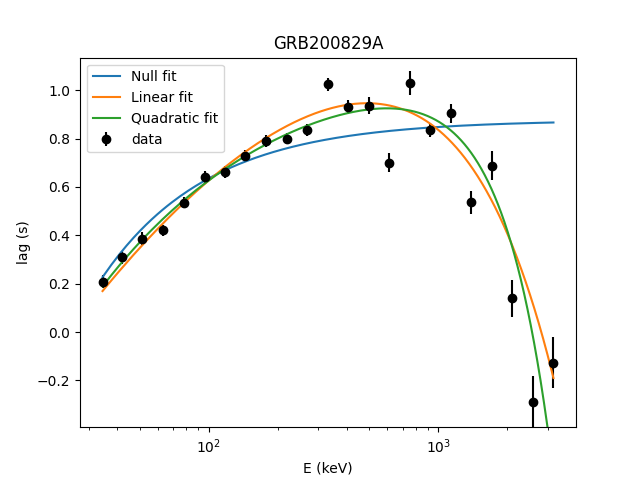 GRB200829A
Null fit
Linear fit
Quadratic fit
data
lag (s)
1.0
0.8
0.6
0.4
0.2
0.0
−0.2
10²
10³
E (keV)